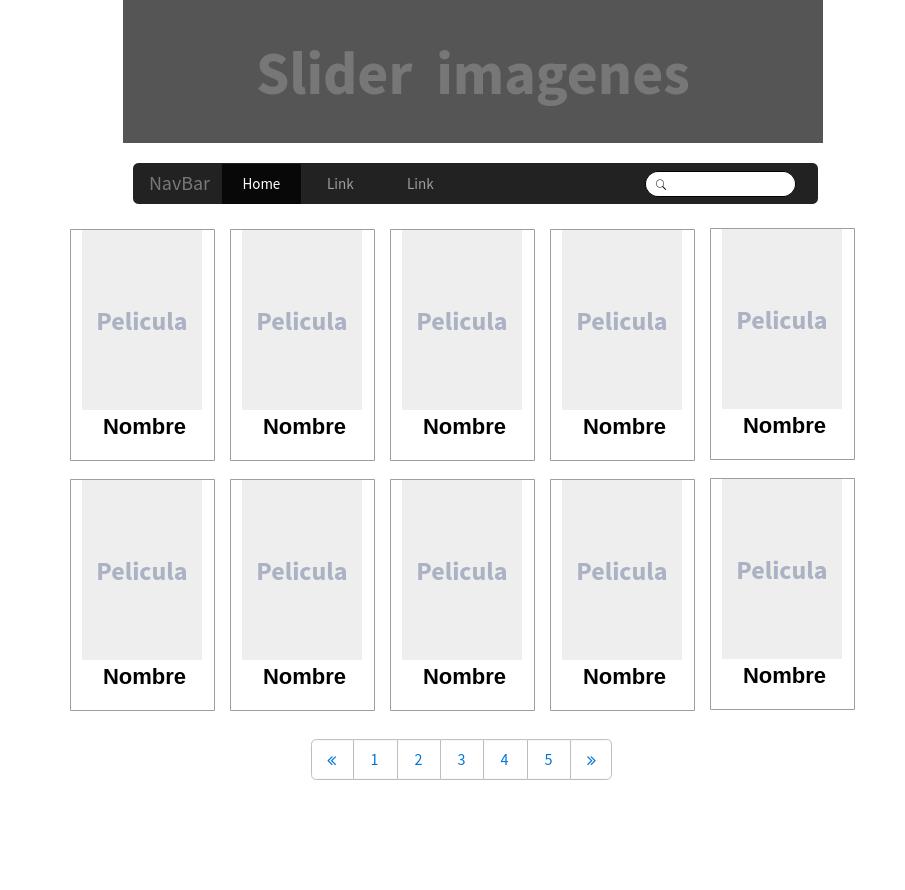 Slider imagenes
NavBar Home Link Link
Pelicula Pelicula Pelicula Pelicula Pelicula
Nombre Nombre Nombre Nombre Nombre
Pelicula Pelicula Pelicula Pelicula Pelicula
Nombre Nombre Nombre Nombre Nombre
« 1 2 3 4 5 »